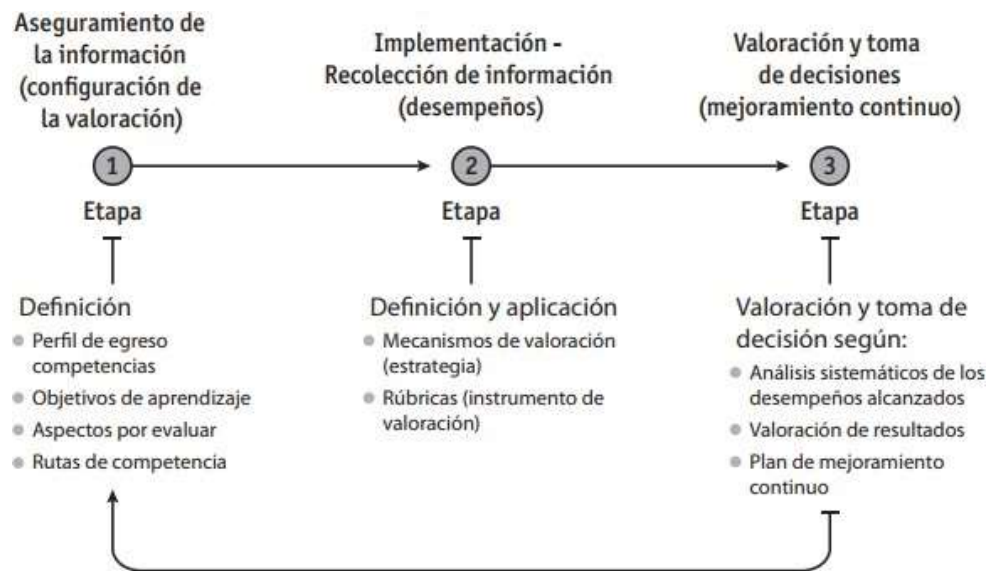 Aseguramiento de
la información
(configuración de
la valoración)
Implementación -
Recolección de información
(desempeños)
Valoración y toma
de decisiones
(mejoramiento continuo)
1
2
3
Etapa
Etapa
Etapa
Definición
● Perfil de egreso
competencias
● Objetivos de aprendizaje
● Aspectos por evaluar
● Rutas de competencia
Definición y aplicación
● Mecanismos de valoración
(estrategia)
● Rúbricas (instrumento de
valoración)
Valoración y toma de
decisión según:
● Análisis sistemáticos de los
desempeños alcanzados
● Valoración de resultados
● Plan de mejoramiento
continuo